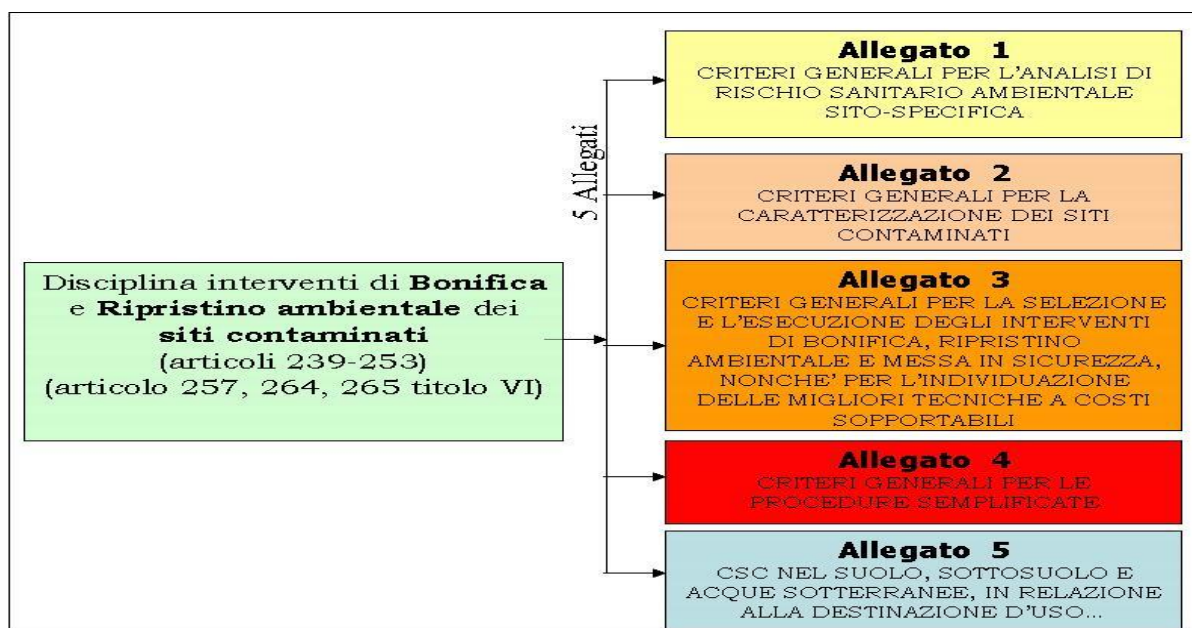 Disciplina interventi di Bonifica
e Ripristino ambientale dei
siti contaminati
(articoli 239-253)
(articolo 257, 264, 265 titolo VI)
5 Allegati
Allegato 1
CRITERI GENERALI PER L'ANALISI DI
RISCHIO SANITARIO AMBIENTALE
SITO-SPECIFICA
Allegato 2
CRITERI GENERALI PER LA
CARATTERIZZAZIONE DEI SITI
CONTAMINATI
Allegato 3
CRITERI GENERALI PER LA SELEZIONE
E L'ESECUZIONE DEGLI INTERVENTI
DI BONIFICA, RIPRISTINO
AMBIENTALE E MESSA IN SICUREZZA,
NONCHE' PER L'INDIVIDUAZIONE
DELLE MIGLIORI TECNICHE A COSTI
SOPPORTABILI
Allegato 4
CRITERI GENERALI PER LE
PROCEDURE SEMPLIFICATE
Allegato 5
CSC NEL SUOLO, SOTTOSUOLO E
ACQUE SOTTERRANEE, IN RELAZIONE
ALLA DESTINAZIONE D'USO...